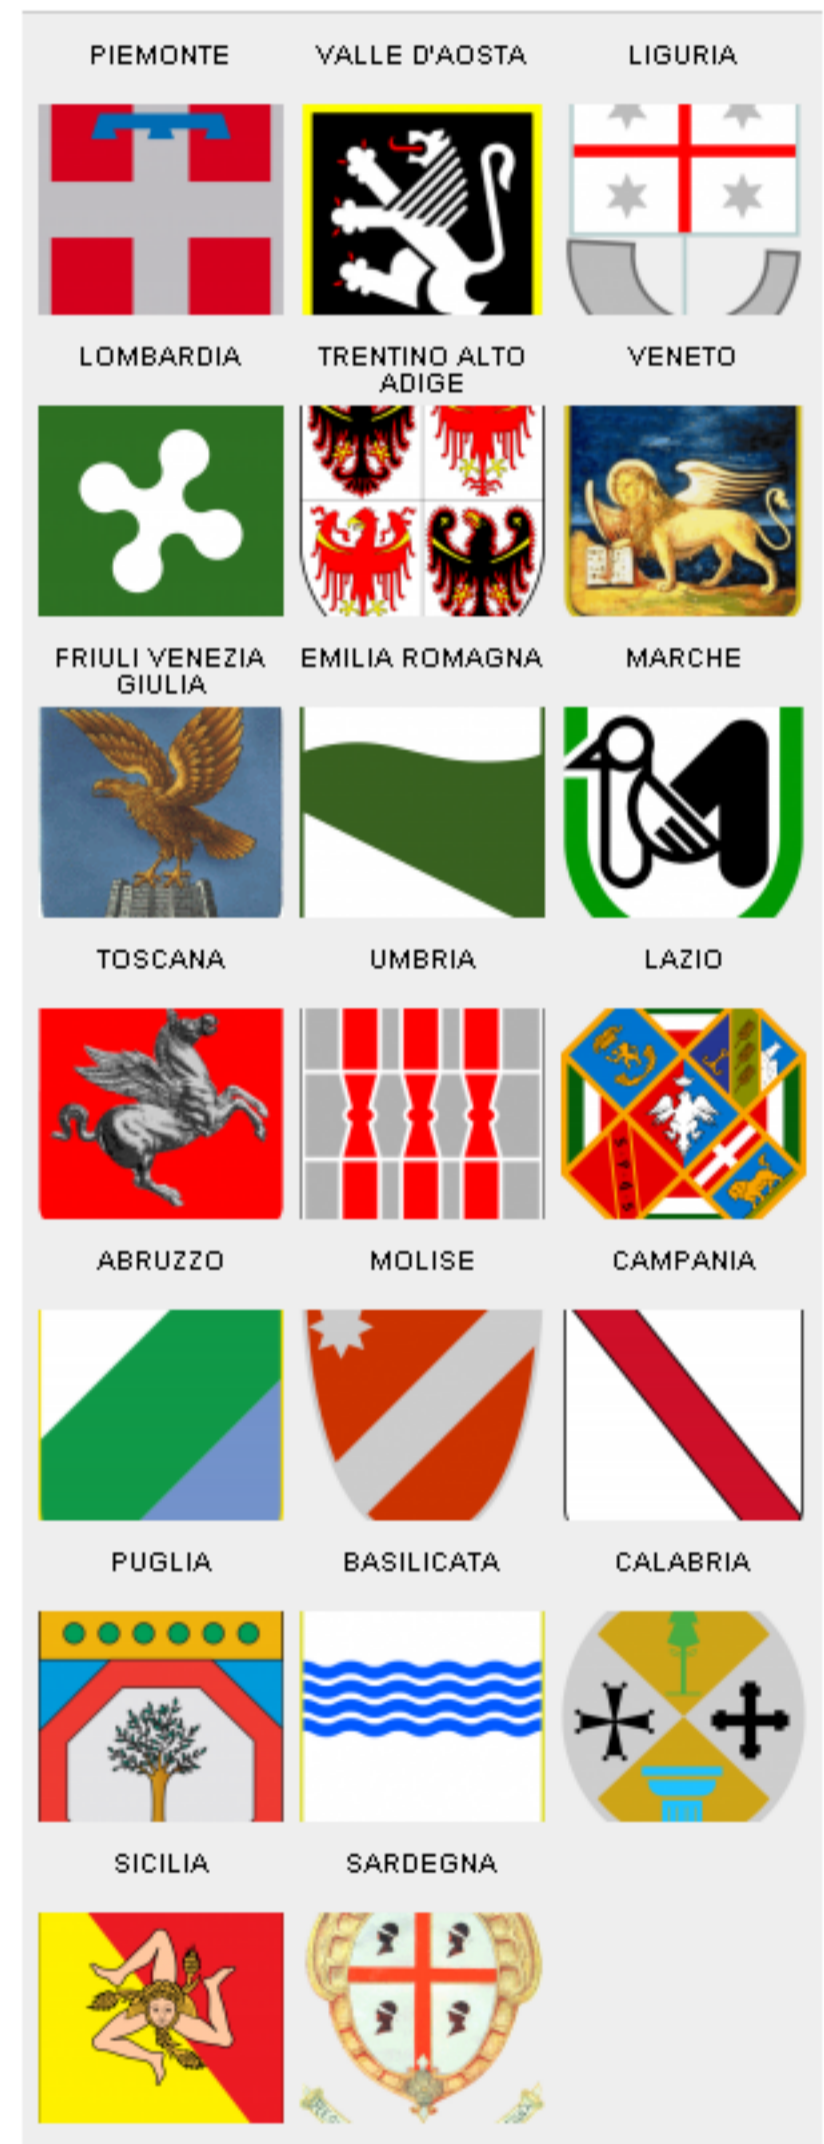 PIEMONTE
VALLE D'AOSTA
LIGURIA
LOMBARDIA
TRENTINO ALTO
ADIGE
VENETO
FRIULI VENEZIA
GIULIA
EMILIA ROMAGNA
MARCHE
TOSCANA
UMBRIA
LAZIO
ABRUZZO
MOLISE
CAMPANIA
PUGLIA
BASILICATA
CALABRIA
SICILIA
SARDEGNA